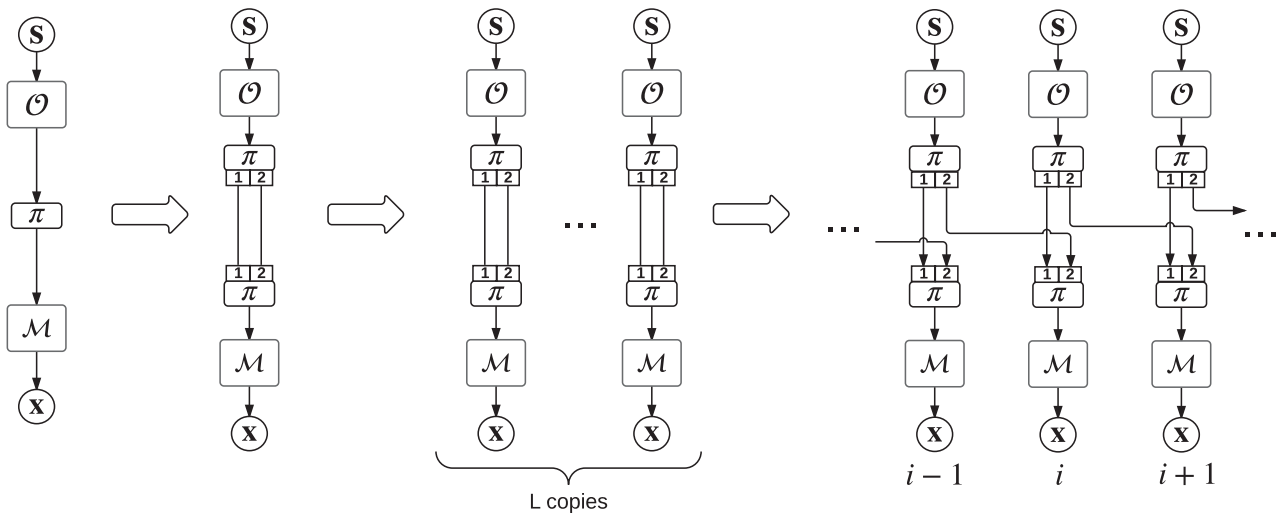 S S S S S S S
𝒪 𝒪 𝒪 𝒪 𝒪 𝒪 𝒪
π π π π π π
1 2 1 2 1 2 1 2 1 2 1 2
π
... ... ...
1 2 1 2 1 2 1 2 1 2 1 2
π π π π π π
ℳ ℳ ℳ ℳ ℳ ℳ ℳ
x x x x x x x
i − 1 i i + 1
L copies